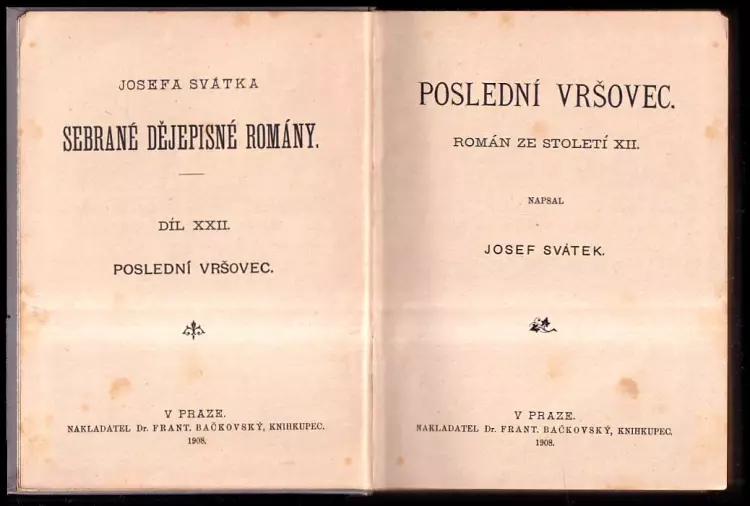 JOSEFA SVÁTKA
SEBRANÉ DĚJEPISNÉ ROMÁNY.
DÍL XXII.
POSLEDNÍ VRŠOVEC.
V PRAZE.
NAKLADATEL Dr. FRANT. BAČKOVSKÝ, KNIHKUPEC.
1908.
POSLEDNÍ VRŠOVEC.
ROMÁN ZE STOLETÍ XII.
NAPSAL
JOSEF SVÁTEK.
V PRAZE.
NAKLADATEL Dr. FRANT. BAČKOVSKÝ, KNIHKUPEC.
1908.